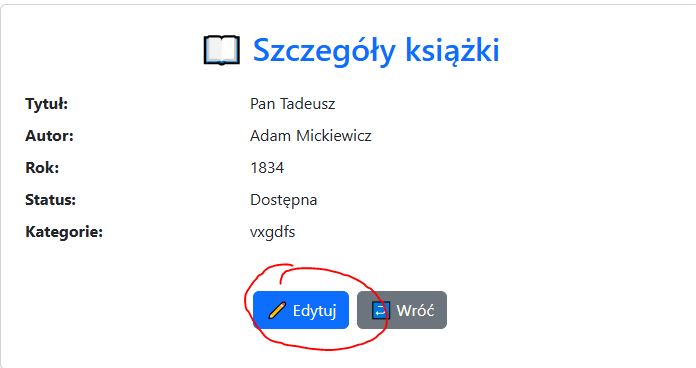 Szczegóły książki
Tytuł: Pan Tadeusz
Autor: Adam Mickiewicz
Rok: 1834
Status: Dostępna
Kategorie: vxgdfs
Edytuj Wróć